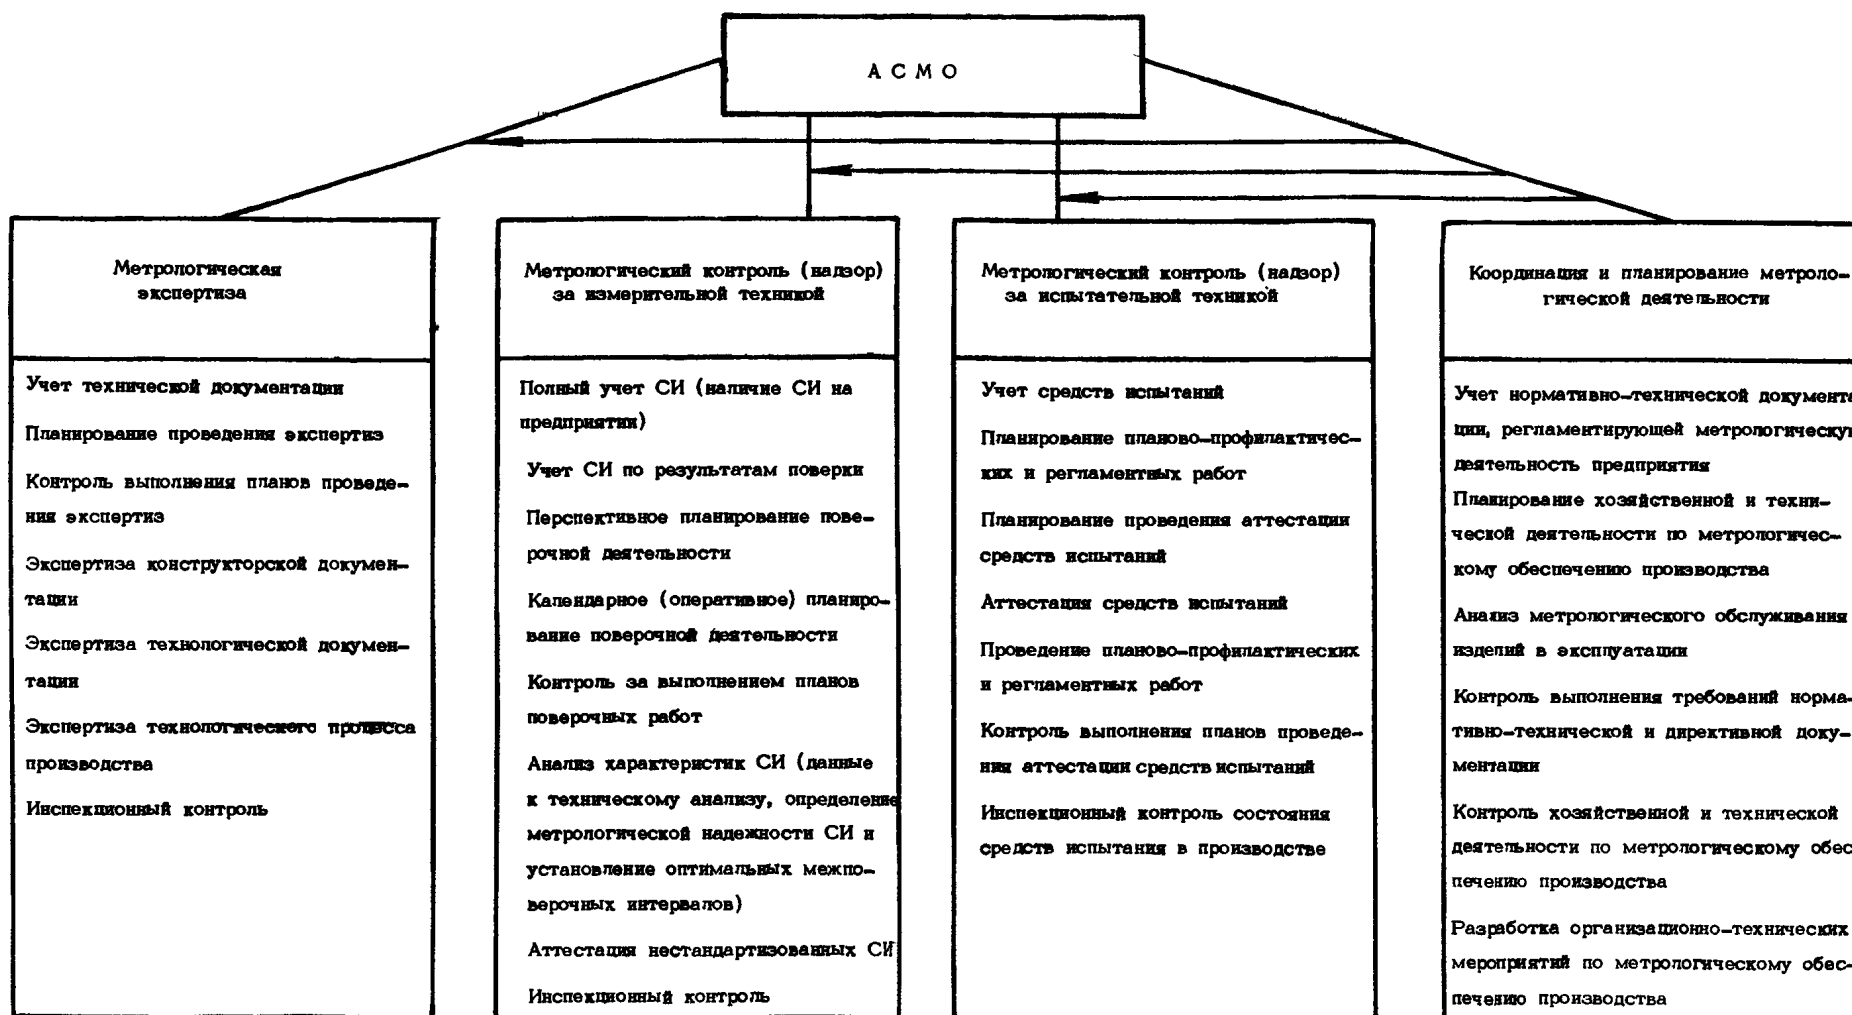 А С М О
Метрологическая
экспертиза
Учет технической документации
Планирование проведения экспертиз
Контроль выполнения планов проведе-
ния экспертиз
Экспертиза конструкторской докумен-
тации
Экспертиза технологической докумен-
тации
Экспертиза технологического процесса
производства
Инспекционный контроль
Метрологический контроль (надзор)
за измерительной техникой
Полный учет СИ (наличие СИ на
предприятии)
Учет СИ по результатам поверки
Перспективное планирование пове-
рочной деятельности
Календарное (оперативное) планиро-
вание поверочной деятельности
Контроль за выполнением планов
поверочных работ
Анализ характеристик СИ (данные
к техническому анализу, определение
метрологической надежности СИ и
установление оптимальных межпо-
верочных интервалов)
Аттестация нестандартизованных СИ
Инспекционный контроль
Метрологический контроль (надзор)
за испытательной техникой
Учет средств испытаний
Планирование планово-профилактичес-
ких и регламентных работ
Планирование проведения аттестации
средств испытаний
Аттестация средств испытаний
Проведение планово-профилактических
и регламентных работ
Контроль выполнения планов проведе-
ния аттестации средств испытаний
Инспекционный контроль состояния
средств испытания в производстве
Координация и планирование метроло-
гической деятельности
Учет нормативно-технической документа
ции, регламентирующей метрологическую
деятельность предприятия
Планирование хозяйственной и техни-
ческой деятельности по метрологичес-
кому обеспечению производства
Анализ метрологического обслуживания
изделий в эксплуатации
Контроль выполнения требований норма-
тивно-технической и директивной доку-
ментации
Контроль хозяйственной и технической
деятельности по метрологическому обес
печению производства
Разработка организационно-технических
мероприятий по метрологическому обес-
печению производства